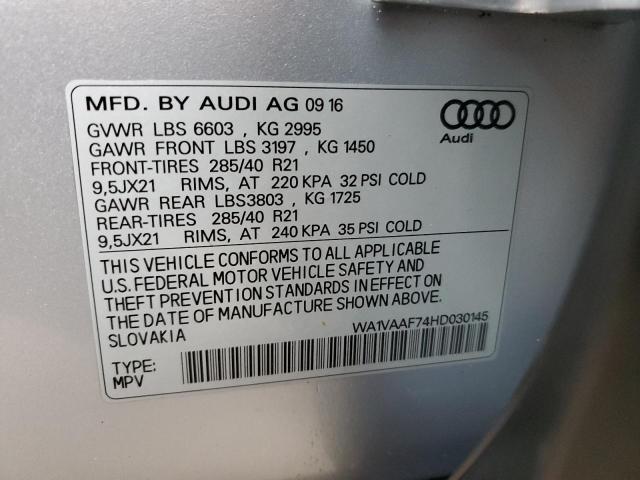 MFD. BY AUDI AG 09 16
GVWR LBS 6603 , KG 2995
GAWR FRONT LBS 3197 , KG 1450
FRONT-TIRES 285/40 R21
9,5JX21 RIMS, AT 220 KPA 32 PSI COLD
GAWR REAR LBS3803 , KG 1725
REAR-TIRES 285/40 R21
9,5JX21 RIMS, AT 240 KPA 35 PSI COLD
Audi
THIS VEHICLE CONFORMS TO ALL APPLICABLE
U.S. FEDERAL MOTOR VEHICLE SAFETY AND
THEFT PREVENTION STANDARDS IN EFFECT ON
THE DATE OF MANUFACTURE SHOWN ABOVE.
SLOVAKIA
WA1VAAF74HD030145
TYPE:
MPV